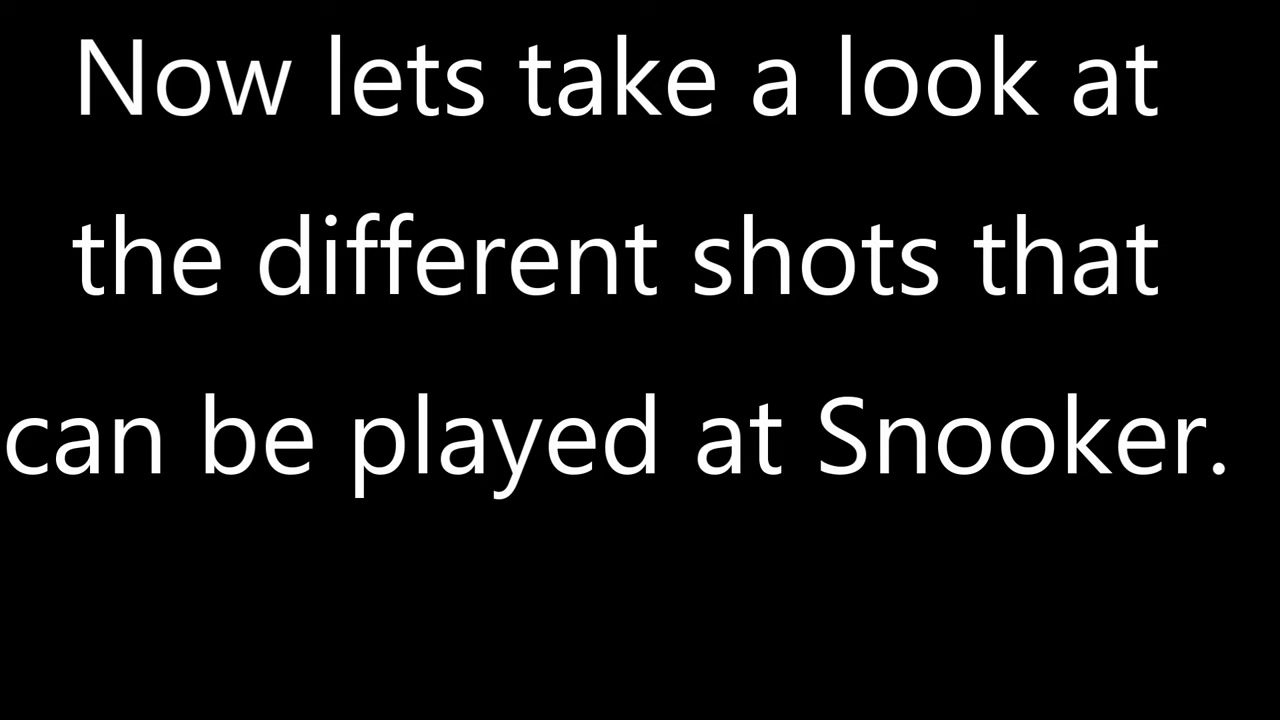 Now lets take a look at
the different shots that
can be played at Snooker.